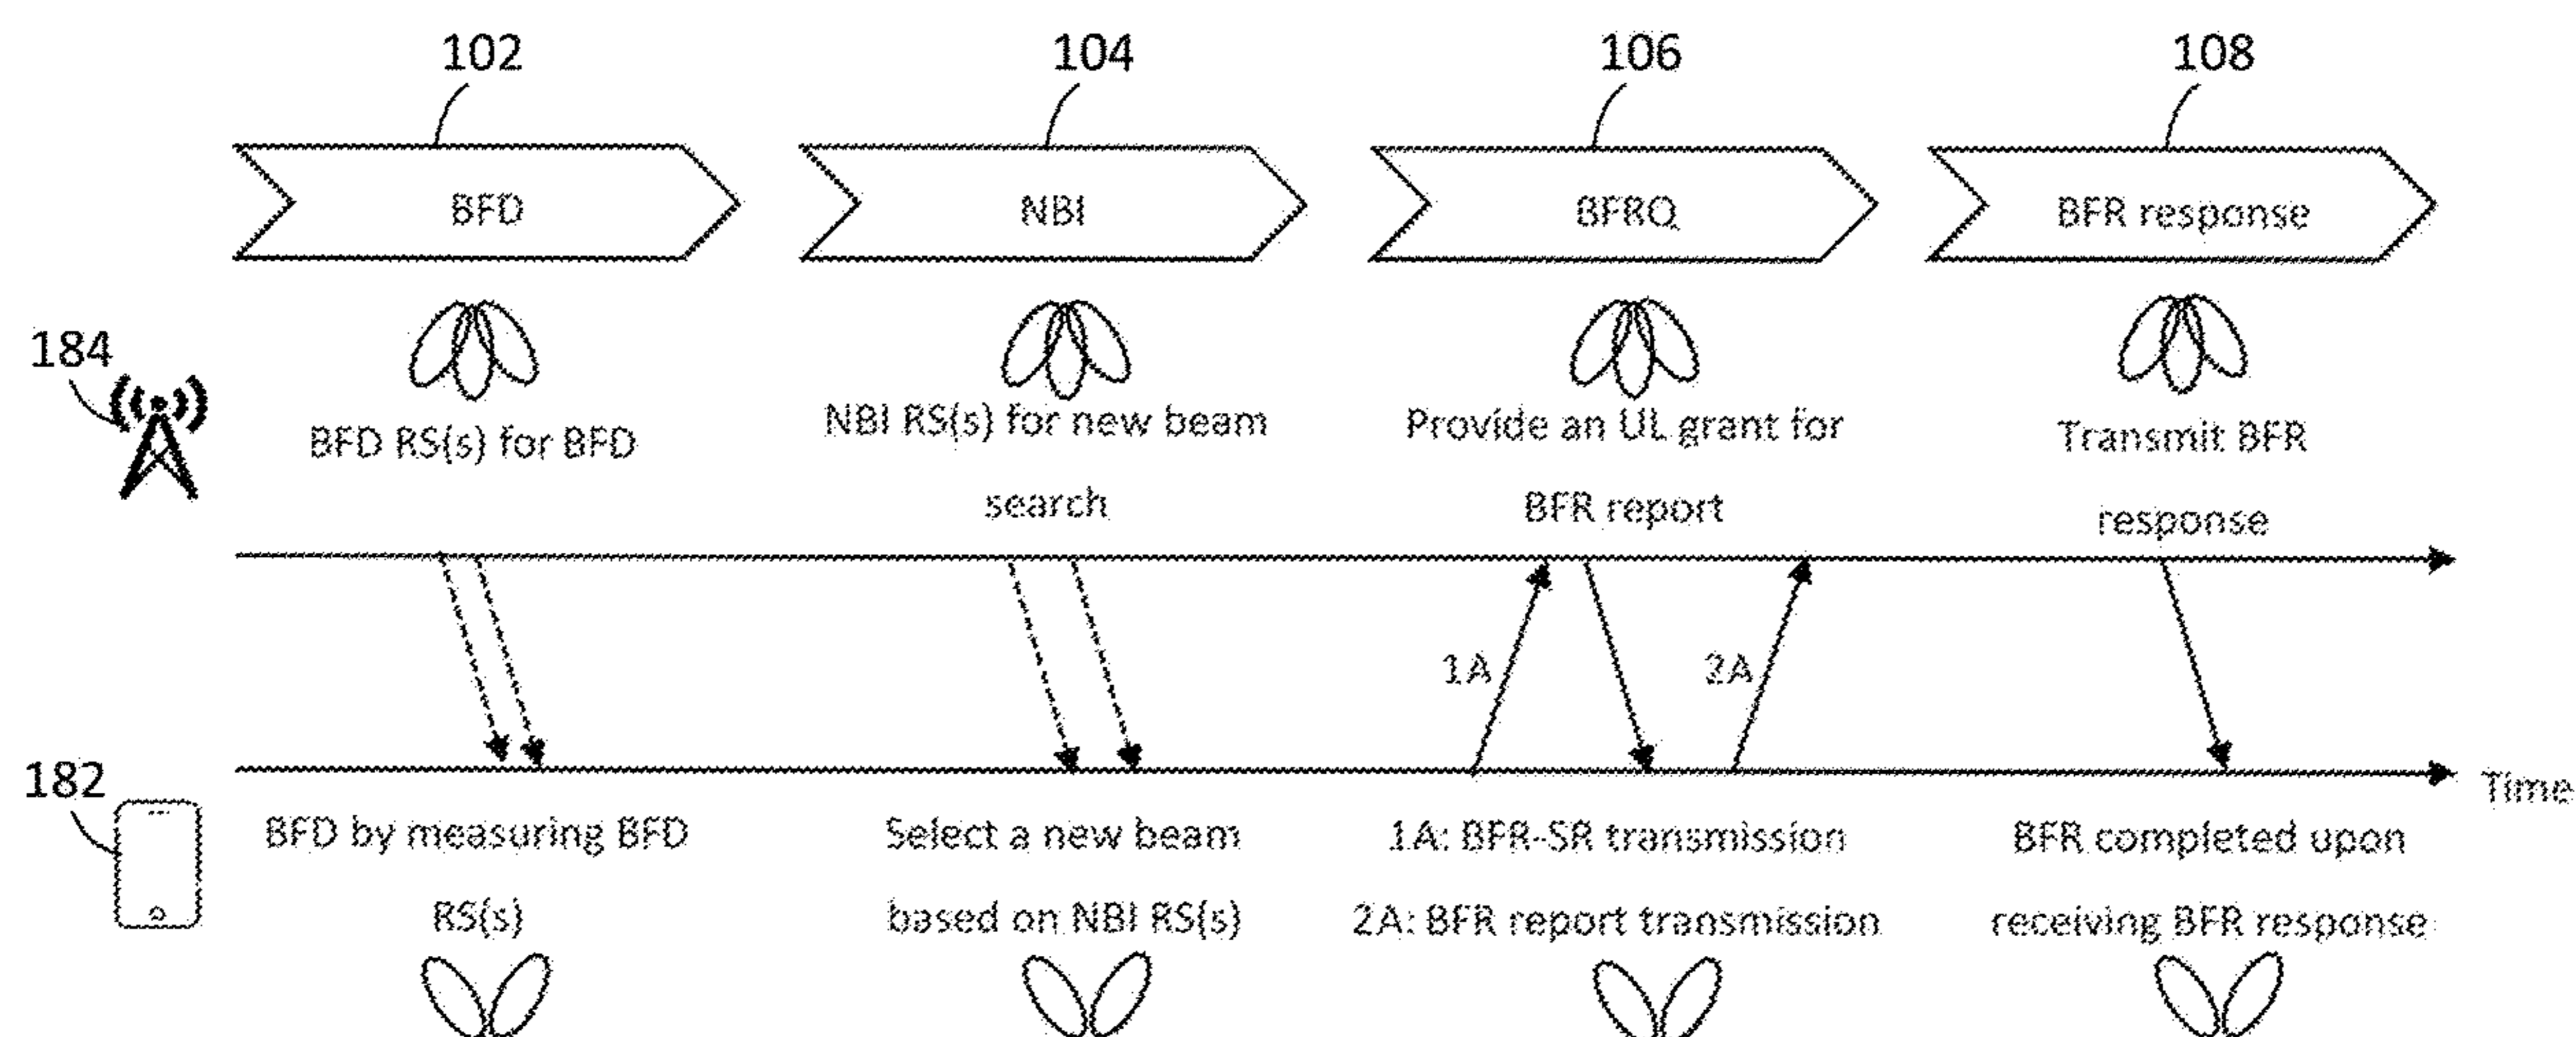 102 104 106 108
BFD NBI BFRQ BFR response
184
BFD RS(s) for BFD
NBI RS(s) for new beam
search
Provide an UL grant for
BFR report
Transmit BFR
response
1A 2A
Time
182
BFD by measuring BFD
RS(s)
Select a new beam
based on NBI RS(s)
1A: BFR-SR transmission
2A: BFR report transmission
BFR completed upon
receiving BFR response